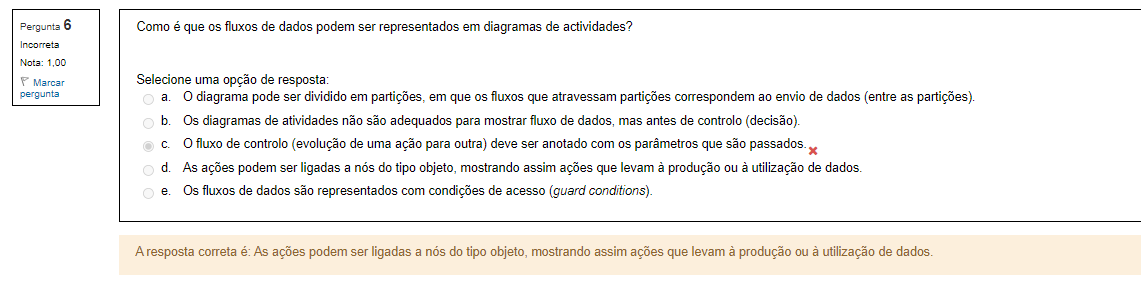 Pergunta 6
Incorreta
Nota: 1,00
Marcar
pergunta
Como é que os fluxos de dados podem ser representados em diagramas de actividades?
Selecione uma opção de resposta:
a. O diagrama pode ser dividido em partições, em que os fluxos que atravessam partições correspondem ao envio de dados (entre as partições).
b. Os diagramas de atividades não são adequados para mostrar fluxo de dados, mas antes de controlo (decisão).
c. O fluxo de controlo (evolução de uma ação para outra) deve ser anotado com os parâmetros que são passados.
d. As ações podem ser ligadas a nós do tipo objeto, mostrando assim ações que levam à produção ou à utilização de dados.
e. Os fluxos de dados são representados com condições de acesso (guard conditions).
A resposta correta é: As ações podem ser ligadas a nós do tipo objeto, mostrando assim ações que levam à produção ou à utilização de dados.